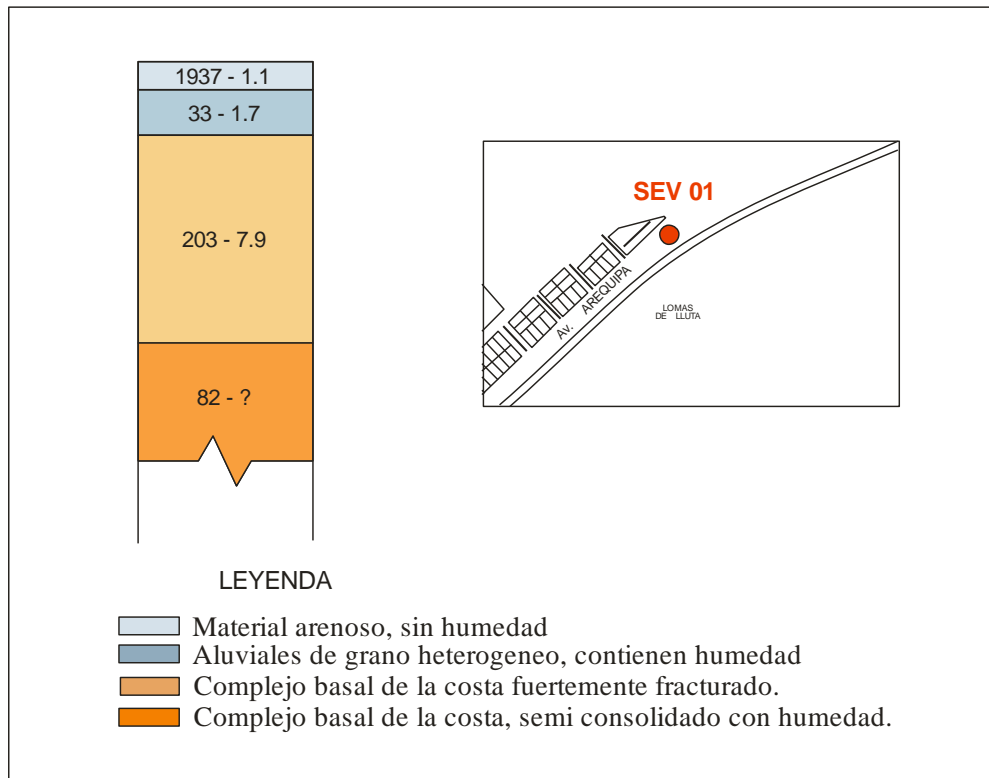 1937 - 1.1
33 - 1.7
203 - 7.9
82 - ?
SEV 01
Av. AREQUIPA
LOMAS
DE LLUTA
LEYENDA
Material arenoso, sin humedad
Aluviales de grano heterogeneo, contienen humedad
Complejo basal de la costa fuertemente fracturado.
Complejo basal de la costa, semi consolidado con humedad.